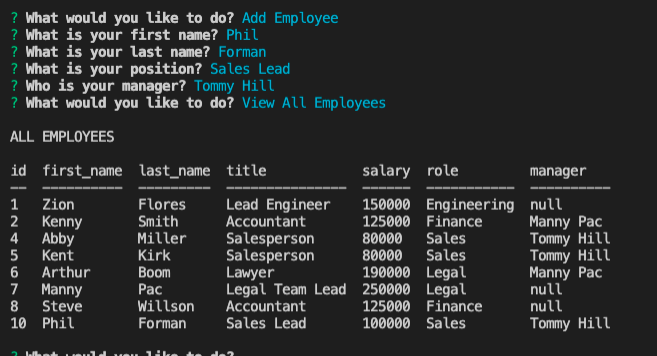 ? What would you like to do? Add Employee
? What is your first name? Phil
? What is your last name? Forman
? What is your position? Sales Lead
? Who is your manager? Tommy Hill
? What would you like to do? View All Employees
ALL EMPLOYEES
id first_name last_name title salary role manager
1 Zion Flores Lead Engineer 150000 Engineering null
2 Kenny Smith Accountant 125000 Finance Manny Pac
4 Abby Miller Salesperson 80000 Sales Tommy Hill
5 Kent Kirk Salesperson 80000 Sales Tommy Hill
6 Arthur Boom Lawyer 190000 Legal Manny Pac
7 Manny Pac Legal Team Lead 250000 Legal null
8 Steve Willson Accountant 125000 Finance null
10 Phil Forman Sales Lead 100000 Sales Tommy Hill
? What would you like to do?